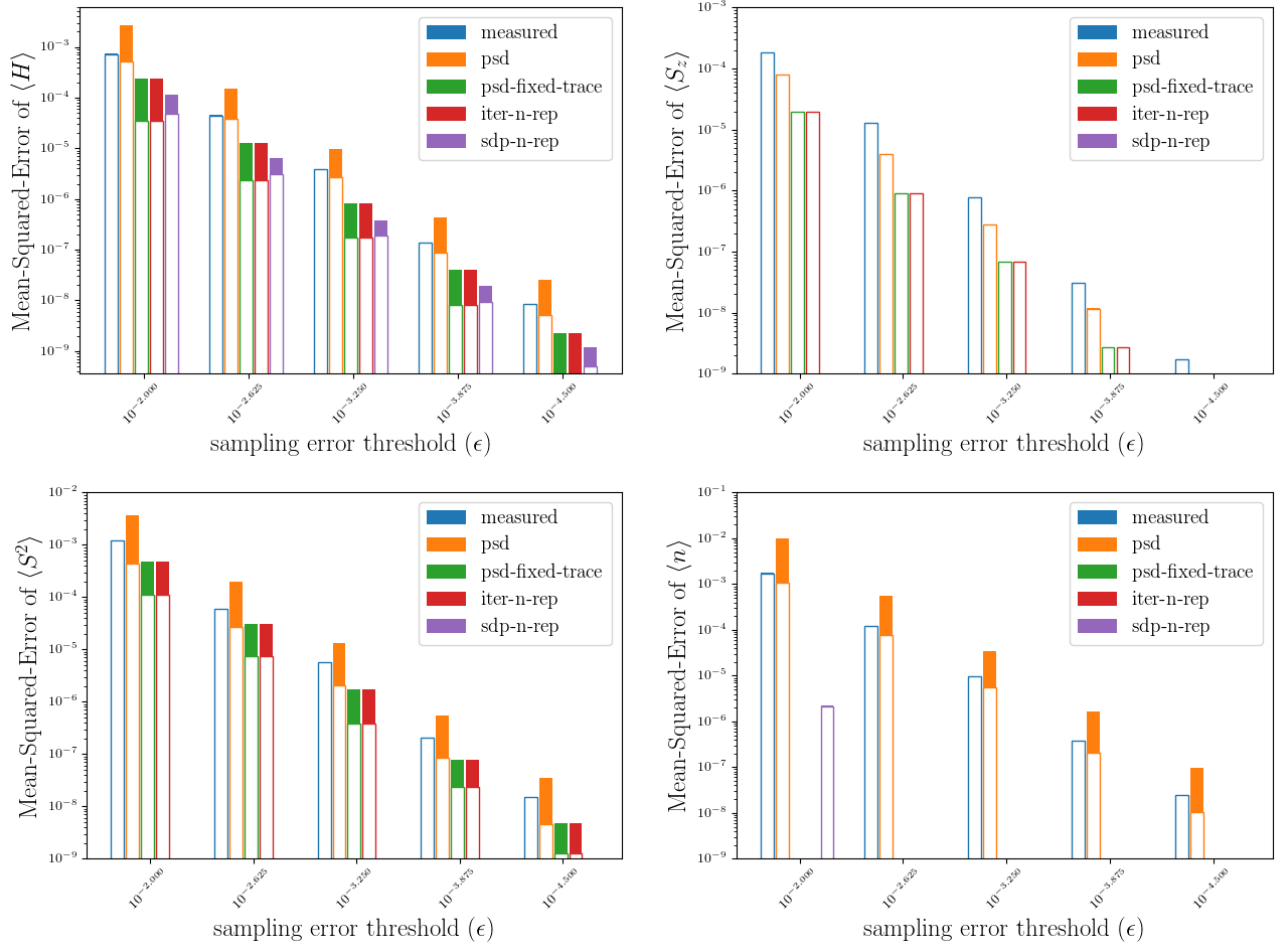 Mean-Squared-Error of ⟨H⟩
10⁻³
10⁻⁴
10⁻⁵
10⁻⁶
10⁻⁷
10⁻⁸
10⁻⁹
measured
psd
psd-fixed-trace
iter-n-rep
sdp-n-rep
10⁻²·⁰⁰⁰
10⁻²·⁶²⁵
10⁻³·²⁵⁰
10⁻³·⁸⁷⁵
10⁻⁴·⁵⁰⁰
sampling error threshold (ϵ)
Mean-Squared-Error of ⟨S_z⟩
10⁻³
10⁻⁴
10⁻⁵
10⁻⁶
10⁻⁷
10⁻⁸
10⁻⁹
measured
psd
psd-fixed-trace
iter-n-rep
sdp-n-rep
10⁻²·⁰⁰⁰
10⁻²·⁶²⁵
10⁻³·²⁵⁰
10⁻³·⁸⁷⁵
10⁻⁴·⁵⁰⁰
sampling error threshold (ϵ)
Mean-Squared-Error of ⟨S²⟩
10⁻²
10⁻³
10⁻⁴
10⁻⁵
10⁻⁶
10⁻⁷
10⁻⁸
10⁻⁹
measured
psd
psd-fixed-trace
iter-n-rep
sdp-n-rep
10⁻²·⁰⁰⁰
10⁻²·⁶²⁵
10⁻³·²⁵⁰
10⁻³·⁸⁷⁵
10⁻⁴·⁵⁰⁰
sampling error threshold (ϵ)
Mean-Squared-Error of ⟨n⟩
10⁻¹
10⁻²
10⁻³
10⁻⁴
10⁻⁵
10⁻⁶
10⁻⁷
10⁻⁸
10⁻⁹
measured
psd
psd-fixed-trace
iter-n-rep
sdp-n-rep
10⁻²·⁰⁰⁰
10⁻²·⁶²⁵
10⁻³·²⁵⁰
10⁻³·⁸⁷⁵
10⁻⁴·⁵⁰⁰
sampling error threshold (ϵ)